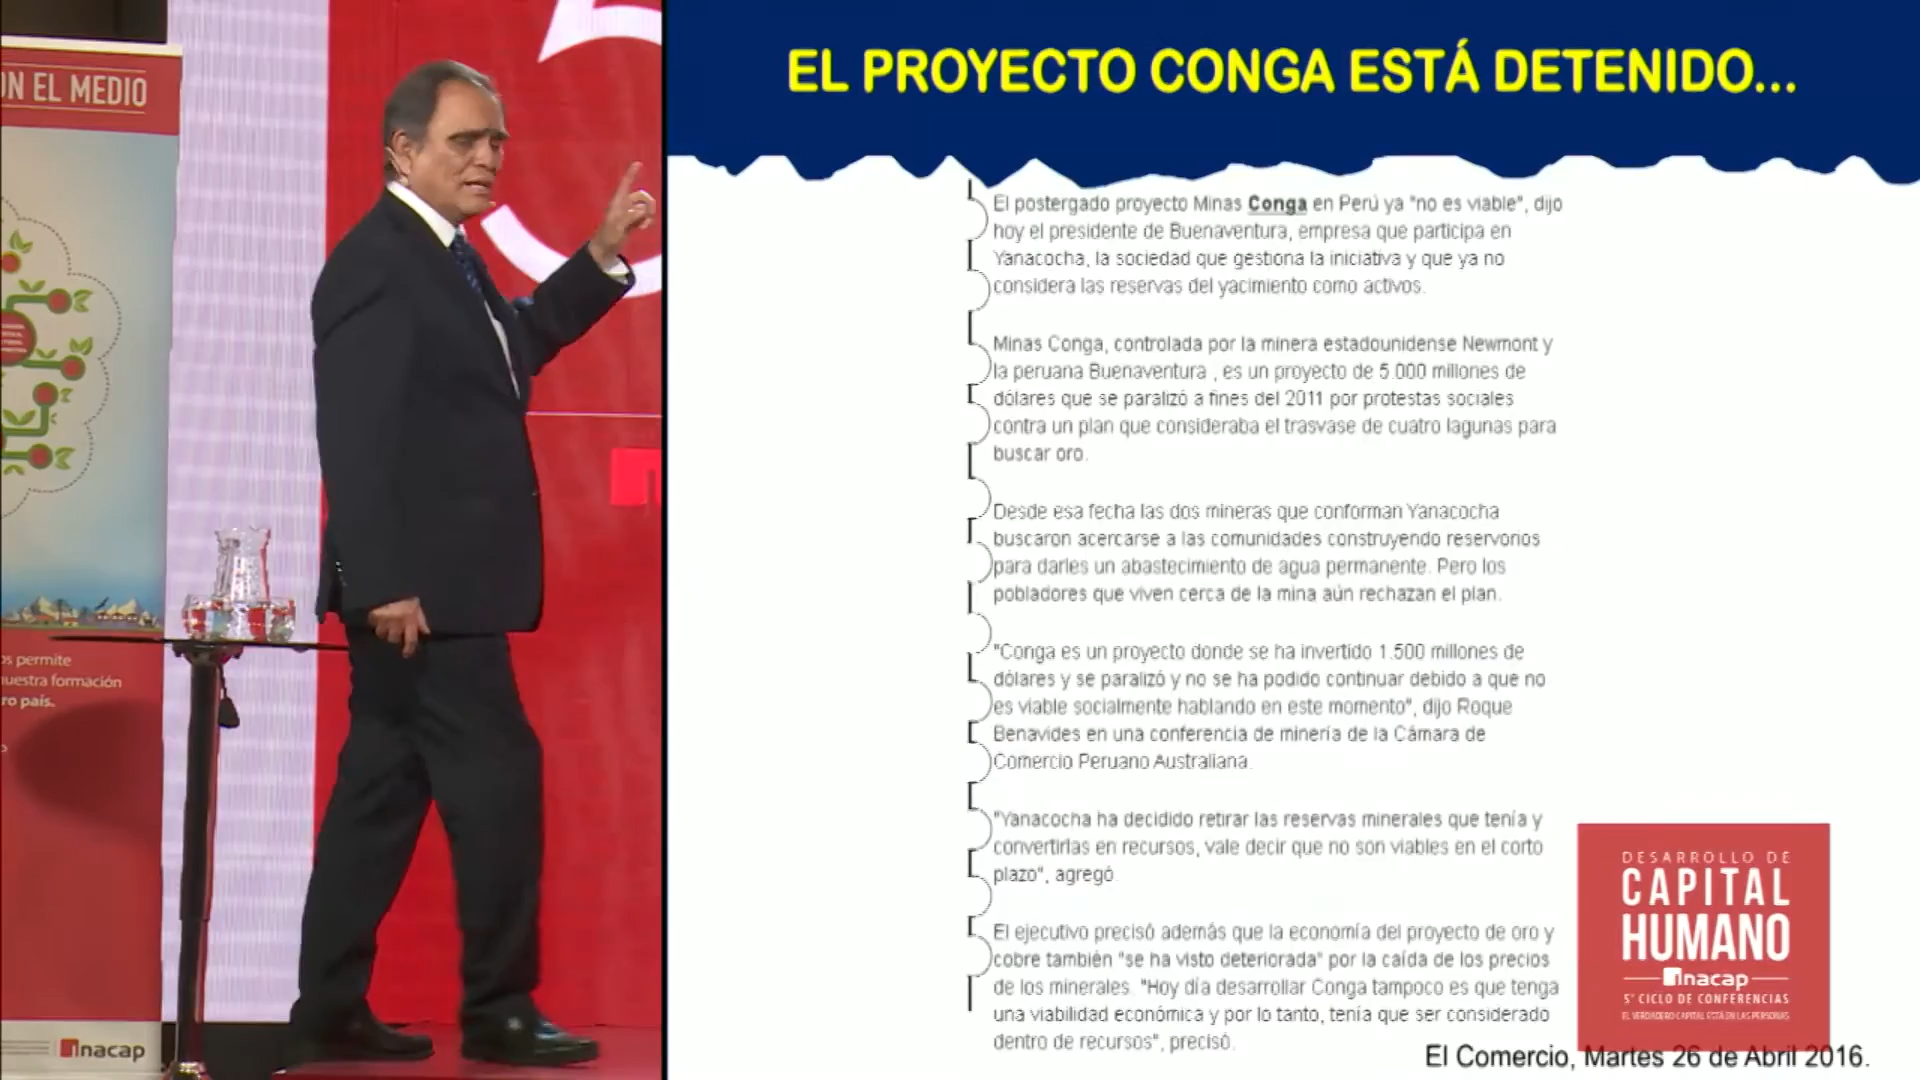 ON EL MEDIO
os permite
nuestra formación
ro país.
inacap
EL PROYECTO CONGA ESTÁ DETENIDO...
El postergado proyecto Minas Conga en Perú ya "no es viable", dijo
hoy el presidente de Buenaventura, empresa que participa en
Yanacocha, la sociedad que gestiona la iniciativa y que ya no
considera las reservas del yacimiento como activos.
Minas Conga, controlada por la minera estadounidense Newmont y
la peruana Buenaventura , es un proyecto de 5.000 millones de
dólares que se paralizó a fines del 2011 por protestas sociales
contra un plan que consideraba el trasvase de cuatro lagunas para
buscar oro.
Desde esa fecha las dos mineras que conforman Yanacocha
buscaron acercarse a las comunidades construyendo reservorios
para darles un abastecimiento de agua permanente. Pero los
pobladores que viven cerca de la mina aún rechazan el plan.
"Conga es un proyecto donde se ha invertido 1.500 millones de
dólares y se paralizó y no se ha podido continuar debido a que no
es viable socialmente hablando en este momento", dijo Roque
Benavides en una conferencia de minería de la Cámara de
Comercio Peruano Australiana.
"Yanacocha ha decidido retirar las reservas minerales que tenía y
convertirlas en recursos, vale decir que no son viables en el corto
plazo", agregó.
El ejecutivo precisó además que la economía del proyecto de oro y
cobre también "se ha visto deteriorada" por la caída de los precios
de los minerales. "Hoy día desarrollar Conga tampoco es que tenga
una viabilidad económica y por lo tanto, tenía que ser considerado
dentro de recursos", precisó.
El Comercio, Martes 26 de Abril 2016.
DESARROLLO DE
CAPITAL
HUMANO
inacap
5° CICLO DE CONFERENCIAS
EL VERDADERO CAPITAL ESTÁ EN LAS PERSONAS